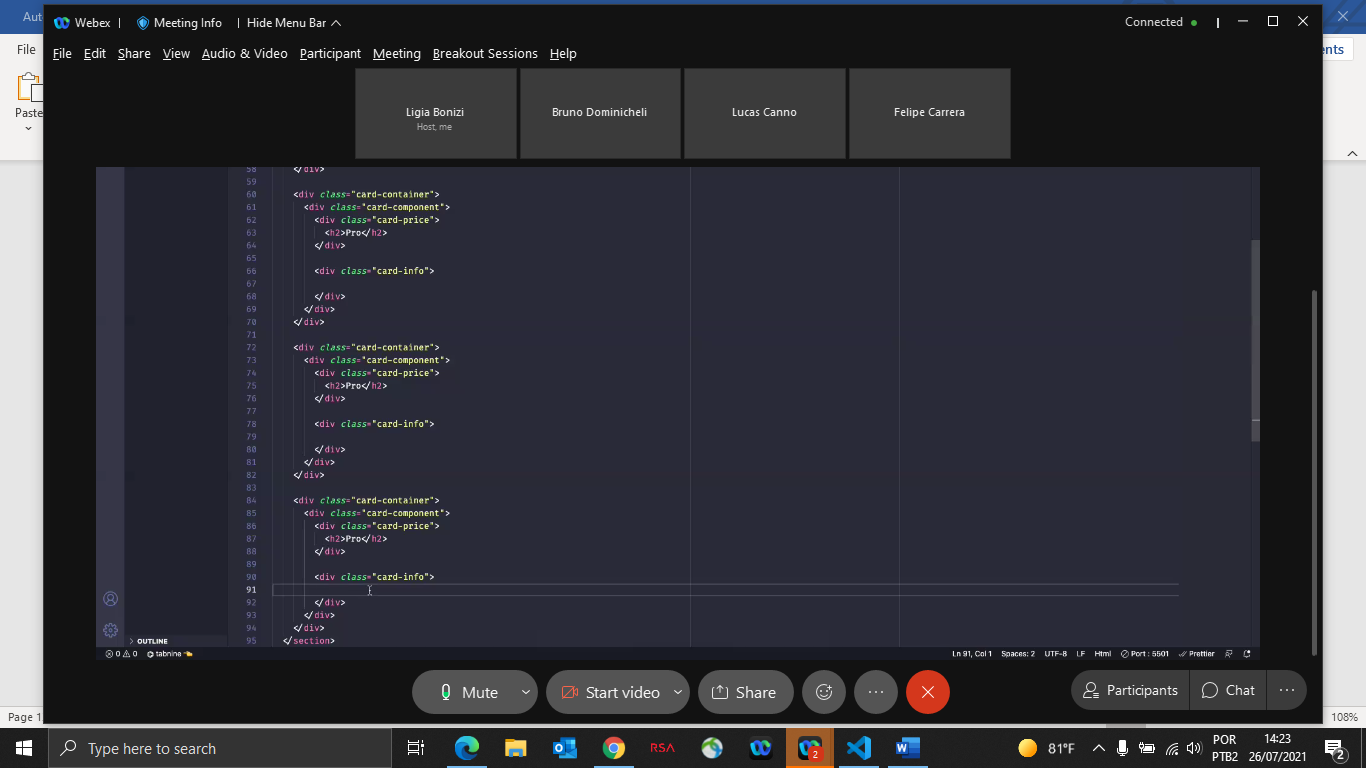 Aut
Webex | Meeting Info | Hide Menu Bar
Connected
File Edit Share View Audio & Video Participant Meeting Breakout Sessions Help
File
Paste
Ligia Bonizi
Host, me
Bruno Dominicheli
Lucas Canno
Felipe Carrera
ents
58 </div>
59
60 <div class="card-container">
61 <div class="card-component">
62 <div class="card-price">
63 <h2>Pro</h2>
64 </div>
65
66 <div class="card-info">
67
68 </div>
69 </div>
70 </div>
71
72 <div class="card-container">
73 <div class="card-component">
74 <div class="card-price">
75 <h2>Pro</h2>
76 </div>
77
78 <div class="card-info">
79
80 </div>
81 </div>
82 </div>
83
84 <div class="card-container">
85 <div class="card-component">
86 <div class="card-price">
87 <h2>Pro</h2>
88 </div>
89
90 <div class="card-info">
91
92 </div>
93 </div>
94 </div>
95 </section>
> OUTLINE
0 0 tabnine
Ln 91, Col 1 Spaces: 2 UTF-8 LF Html Port : 5501 Prettier
Mute Start video Share
Participants Chat
Page 1
108%
Type here to search
RSA
2
81°F
POR
PTB2
14:23
26/07/2021
2